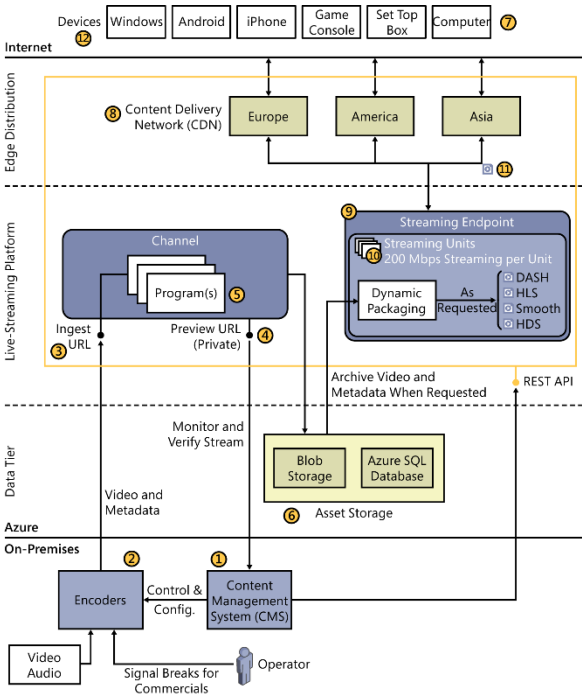 Devices
12
Windows
Android
iPhone
Game
Console
Set Top
Box
Computer
7
Internet
Edge Distribution
8
Content Delivery
Network (CDN)
Europe
America
Asia
11
Live-Streaming Platform
9
Streaming Endpoint
Streaming Units
10
200 Mbps Streaming per Unit
Dynamic
Packaging
As
Requested
DASH
HLS
Smooth
HDS
Channel
Program(s)
5
Ingest
URL
3
Preview URL
(Private)
4
Archive Video and
Metadata When Requested
REST API
Data Tier
Monitor and
Verify Stream
Blob
Storage
Azure SQL
Database
6
Asset Storage
Video and
Metadata
Azure
On-Premises
2
Encoders
Control &
Config.
1
Content
Management
System (CMS)
Video
Audio
Signal Breaks for
Commercials
Operator